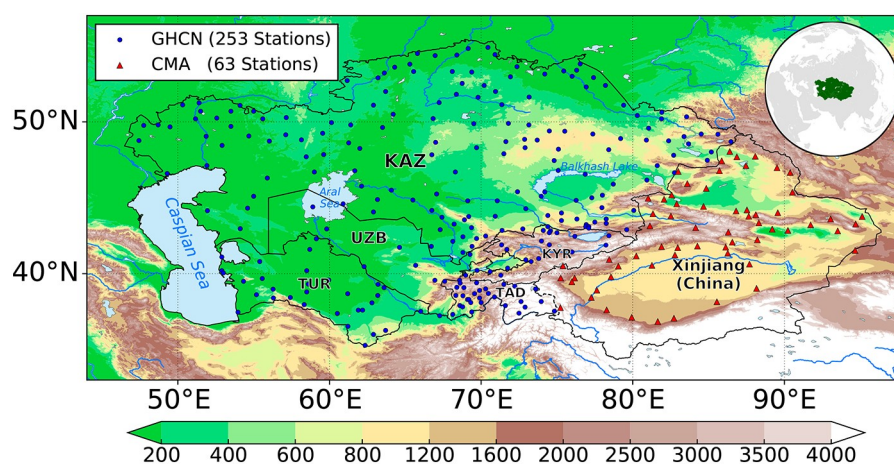 GHCN (253 Stations)
CMA (63 Stations)
50°N
40°N
KAZ
Balkhash Lake
Aral
Sea
Caspian Sea
UZB
KYR
TUR
TAD
Xinjiang
(China)
50°E 60°E 70°E 80°E 90°E
200 400 600 800 1200 1600 2000 2500 3000 3500 4000